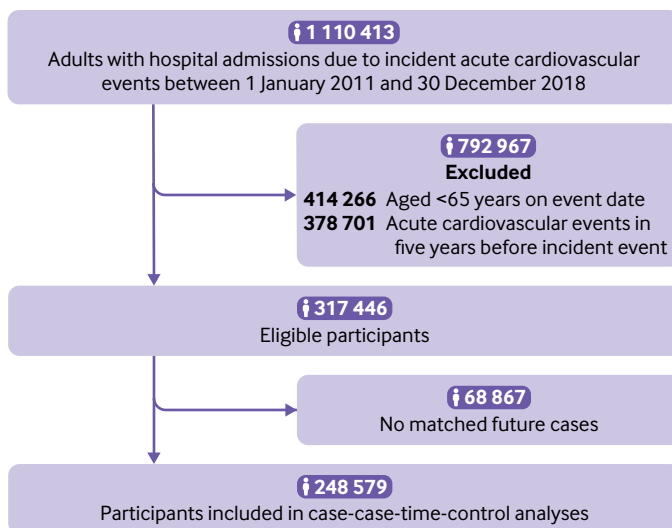 1 110 413
Adults with hospital admissions due to incident acute cardiovascular
events between 1 January 2011 and 30 December 2018
792 967
Excluded
414 266 Aged <65 years on event date
378 701 Acute cardiovascular events in
five years before incident event
317 446
Eligible participants
68 867
No matched future cases
248 579
Participants included in case-case-time-control analyses